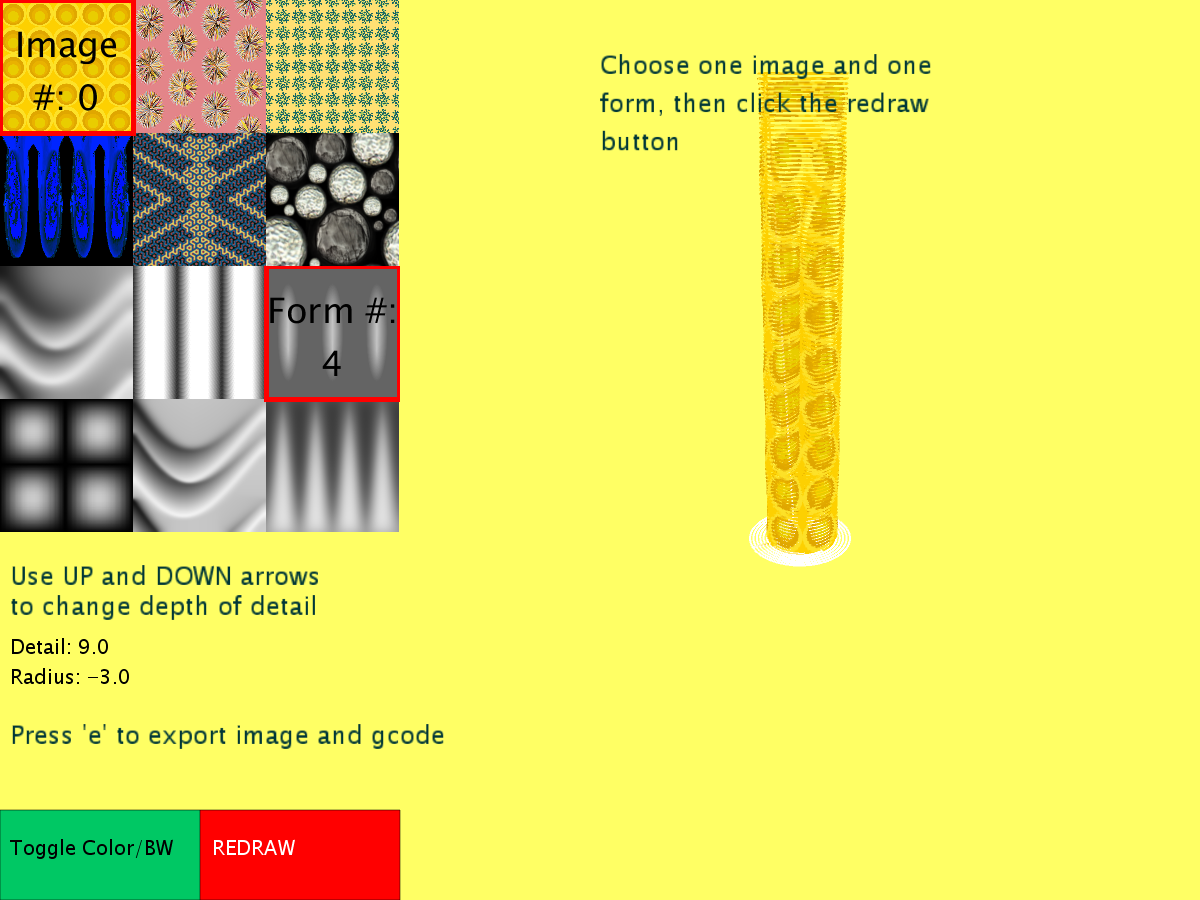 Image
#: 0
Choose one image and one
form, then click the redraw
button
Form #:
4
Use UP and DOWN arrows
to change depth of detail
Detail: 9.0
Radius: −3.0
Press 'e' to export image and gcode
Toggle Color/BW
REDRAW